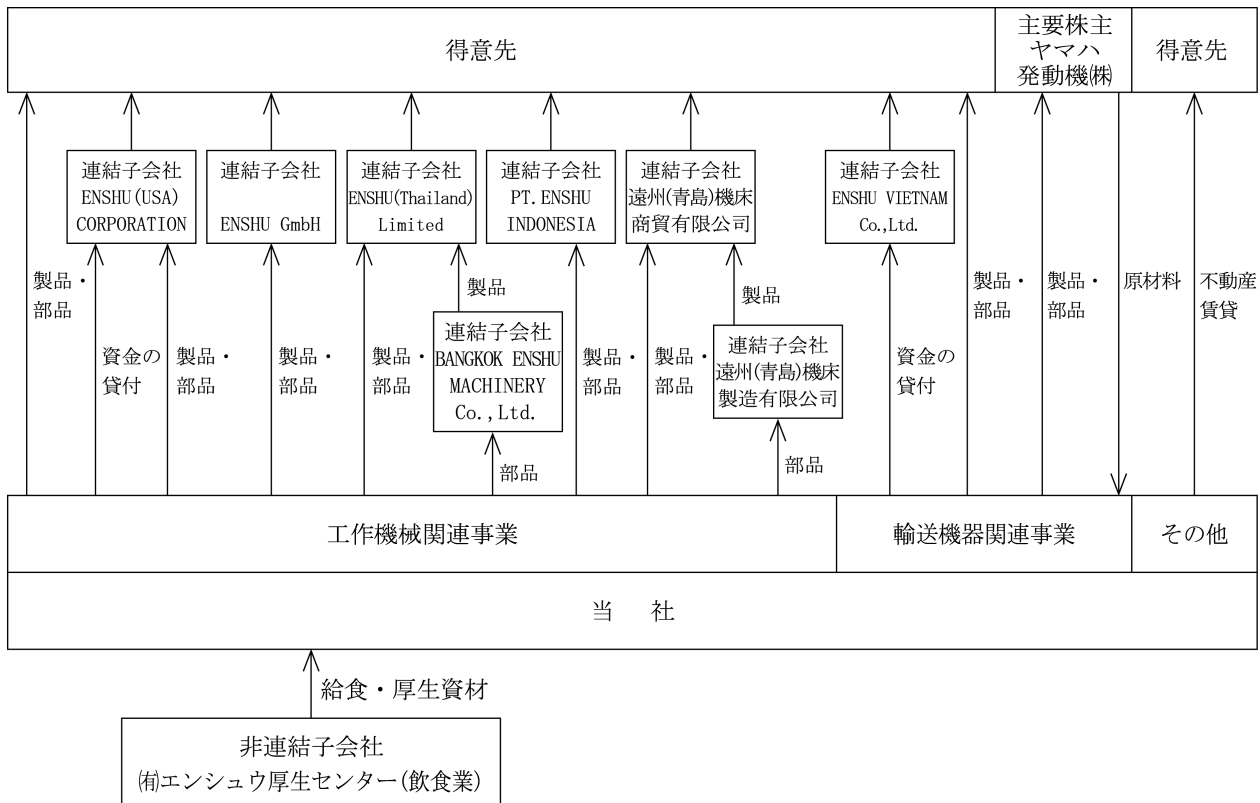 得意先
主要株主
ヤマハ
発動機㈱
得意先
連結子会社
ENSHU(USA)
CORPORATION
連結子会社
ENSHU GmbH
連結子会社
ENSHU(Thailand)
Limited
連結子会社
PT.ENSHU
INDONESIA
連結子会社
遠州(青島)機床
商貿有限公司
連結子会社
ENSHU VIETNAM
Co.,Ltd.
製品・
部品
資金の
貸付
製品・
部品
製品・
部品
製品・
部品
製品
連結子会社
BANGKOK ENSHU
MACHINERY
Co.,Ltd.
部品
製品・
部品
製品・
部品
製品
連結子会社
遠州(青島)機床
製造有限公司
部品
資金の
貸付
製品・
部品
製品・
部品
原材料
不動産
賃貸
工作機械関連事業
輸送機器関連事業
その他
当 社
給食・厚生資材
非連結子会社
㈲エンシュウ厚生センター(飲食業)